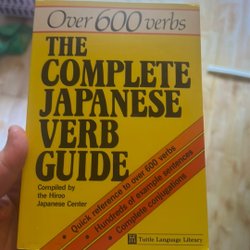 Over 600 verbs
THE
COMPLETE
JAPANESE
VERB
GUIDE
Compiled by
the Hiroo
Japanese Center
• Quick reference to over 600 verbs
• Hundreds of example sentences
• Complete conjugations
Tuttle Language Library